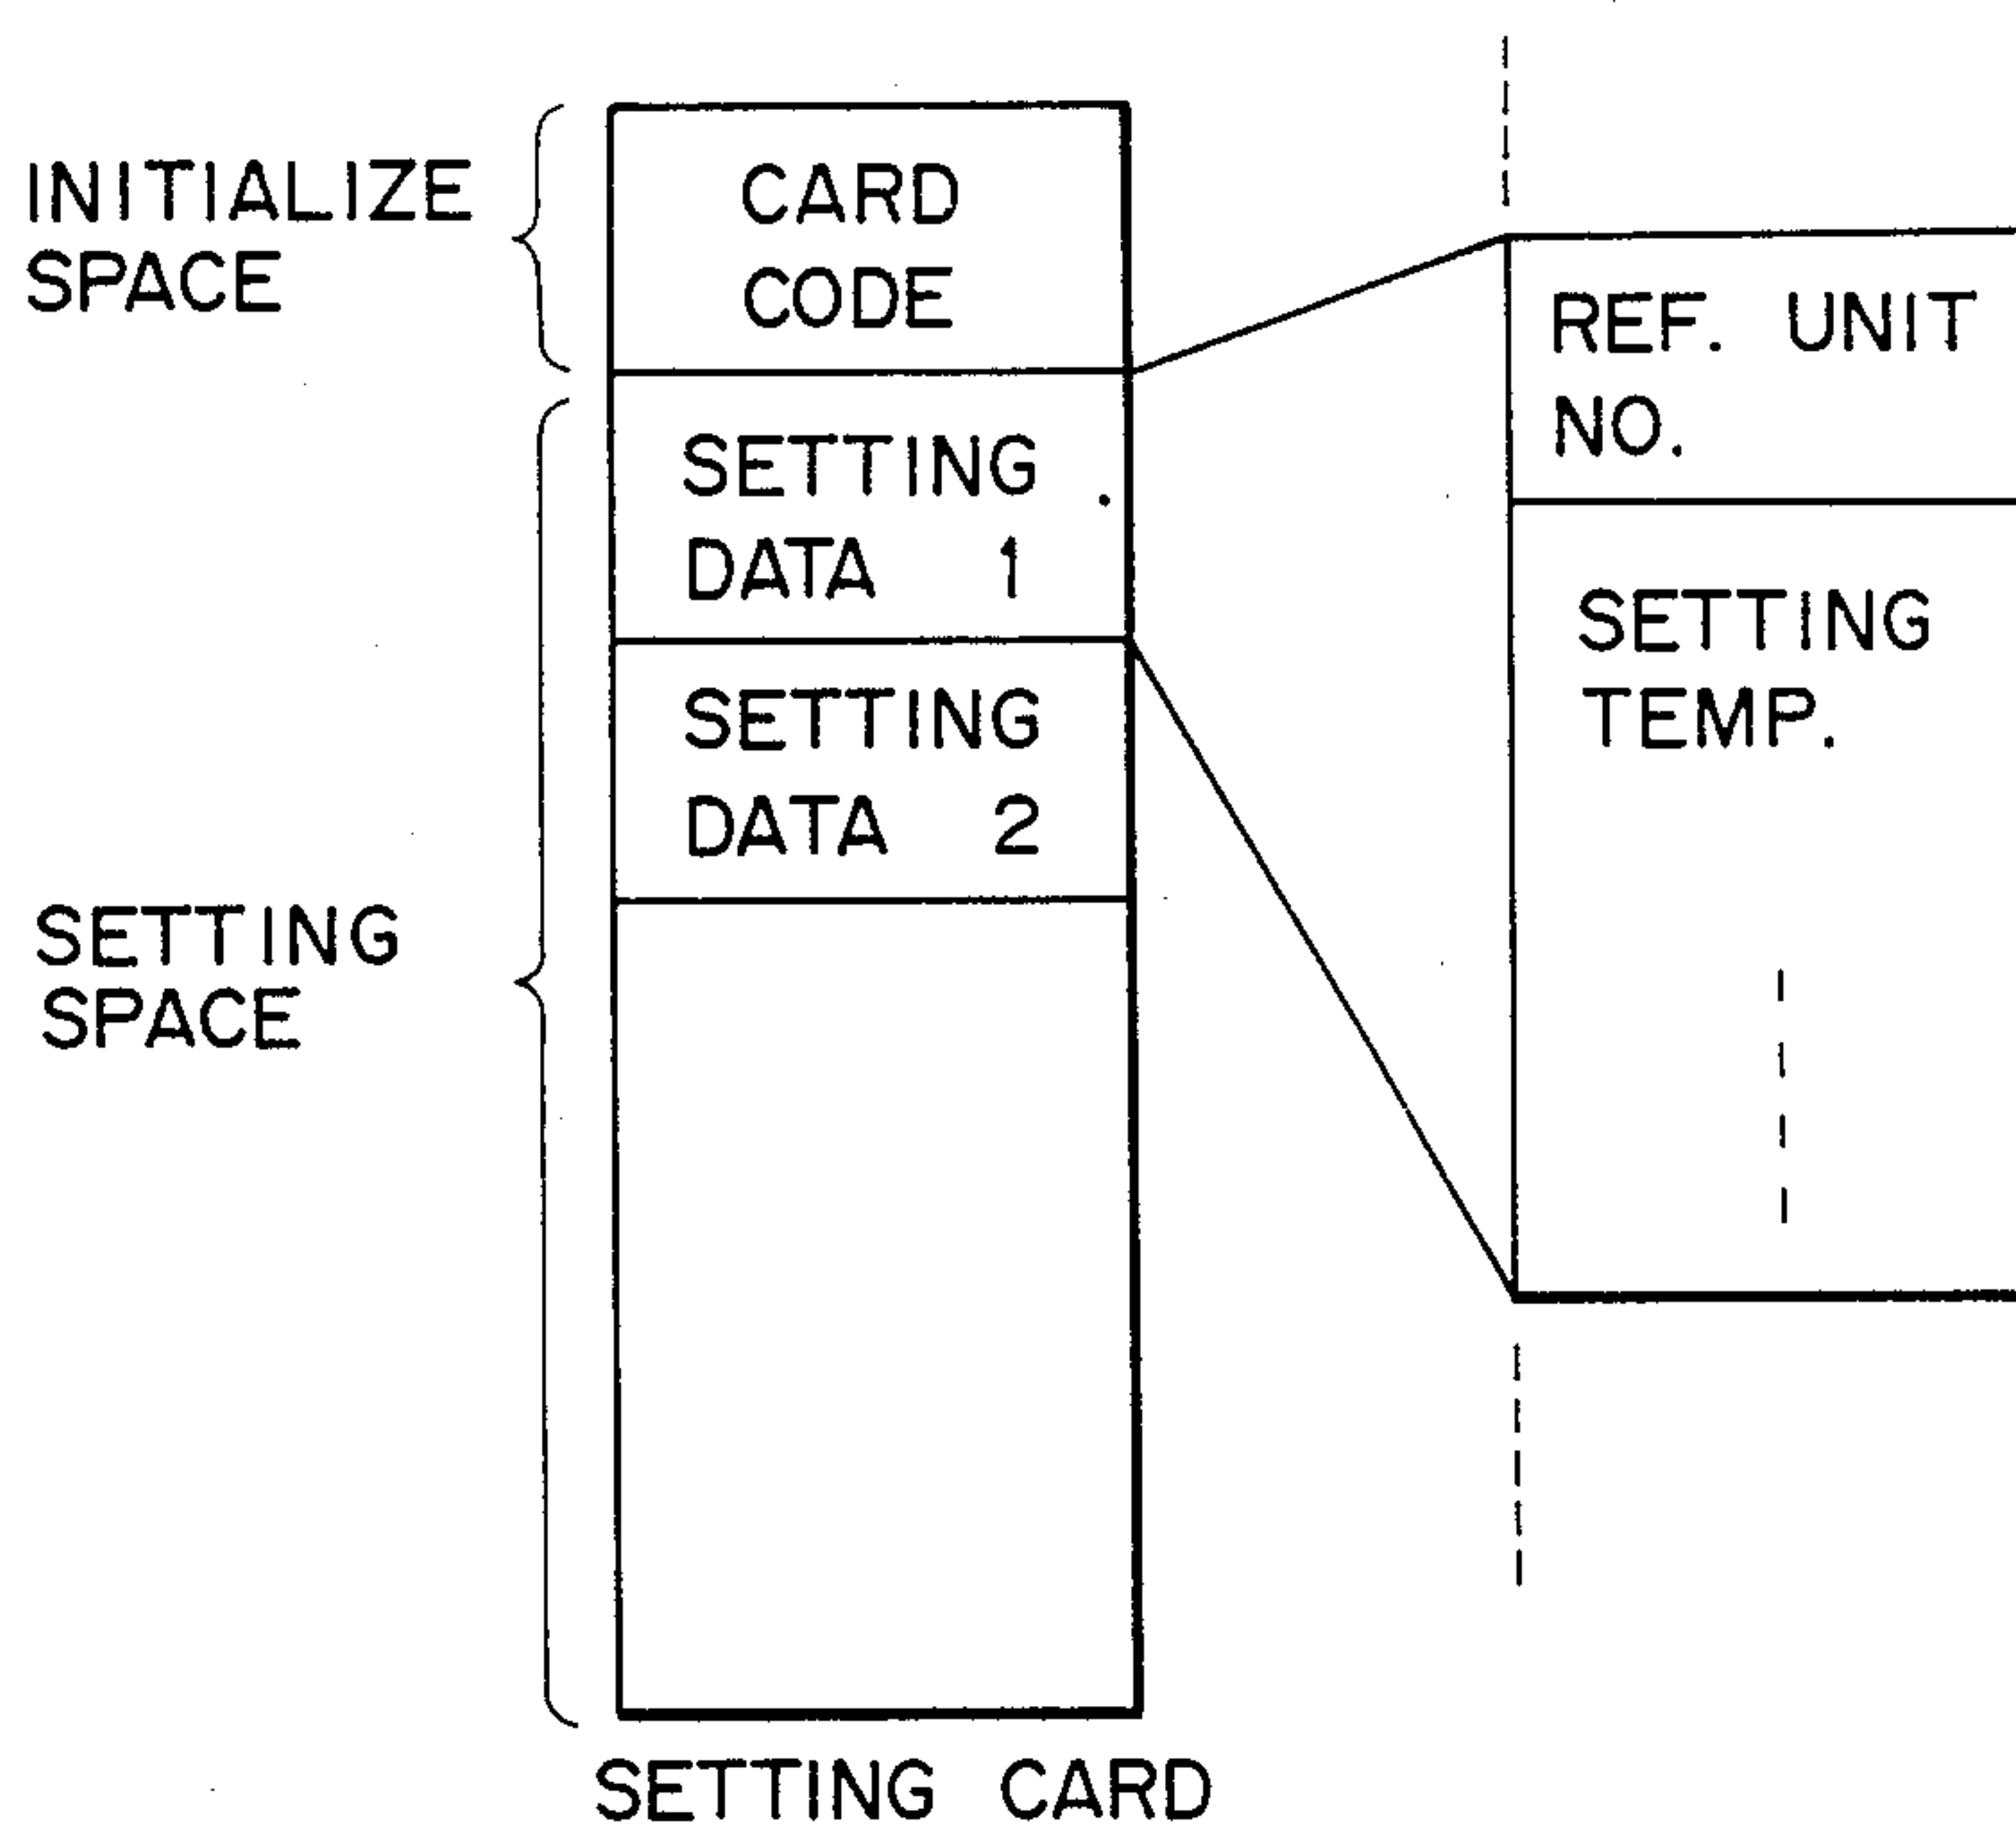 INITIALIZE
SPACE
CARD
CODE
SETTING
DATA 1
SETTING
DATA 2
SETTING
SPACE
SETTING CARD
REF. UNIT
NO.
SETTING
TEMP.